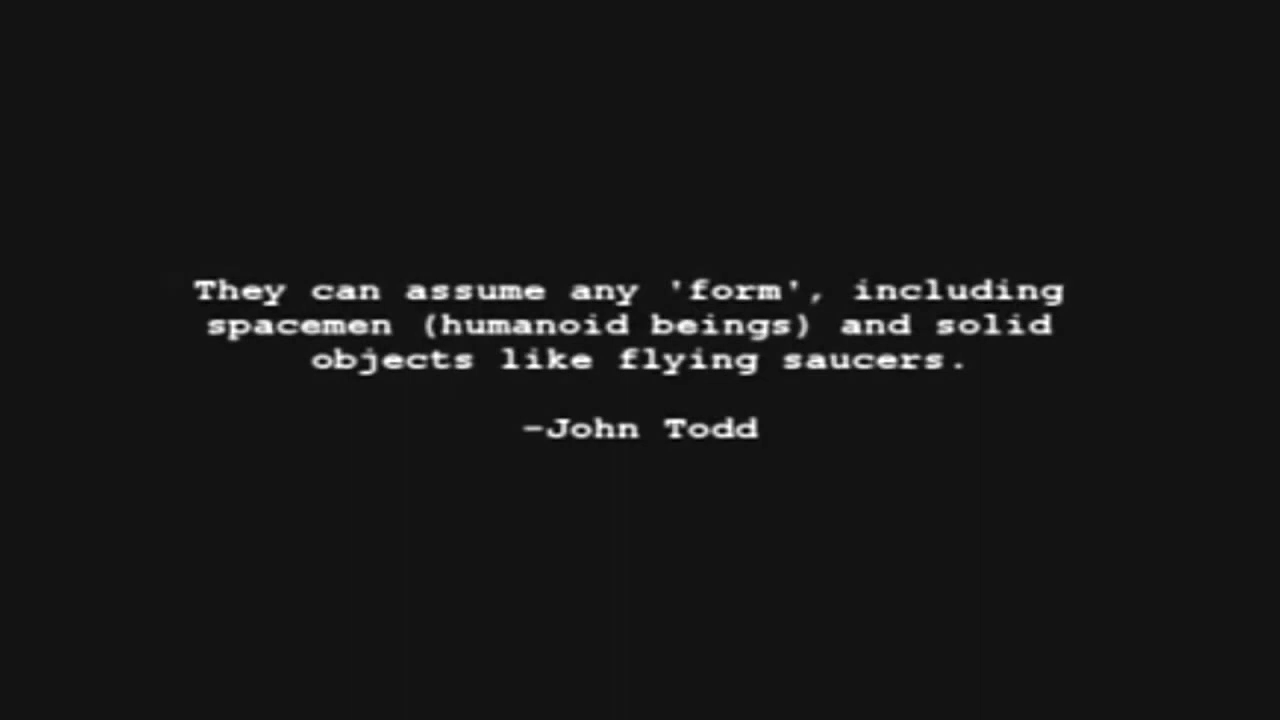 They can assume any 'form', including
spacemen (humanoid beings) and solid
objects like flying saucers.
-John Todd